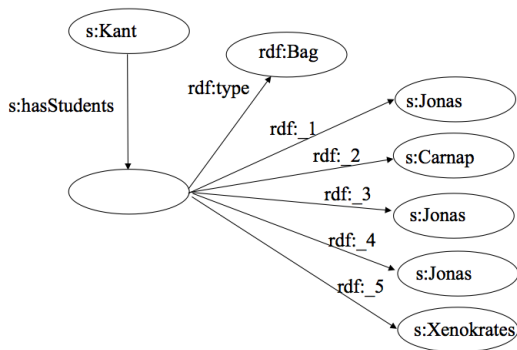 s:Kant
rdf:Bag
rdf:type
s:hasStudents
s:Jonas
rdf:_1
rdf:_2
s:Carnap
rdf:_3
s:Jonas
rdf:_4
s:Jonas
rdf:_5
s:Xenokrates